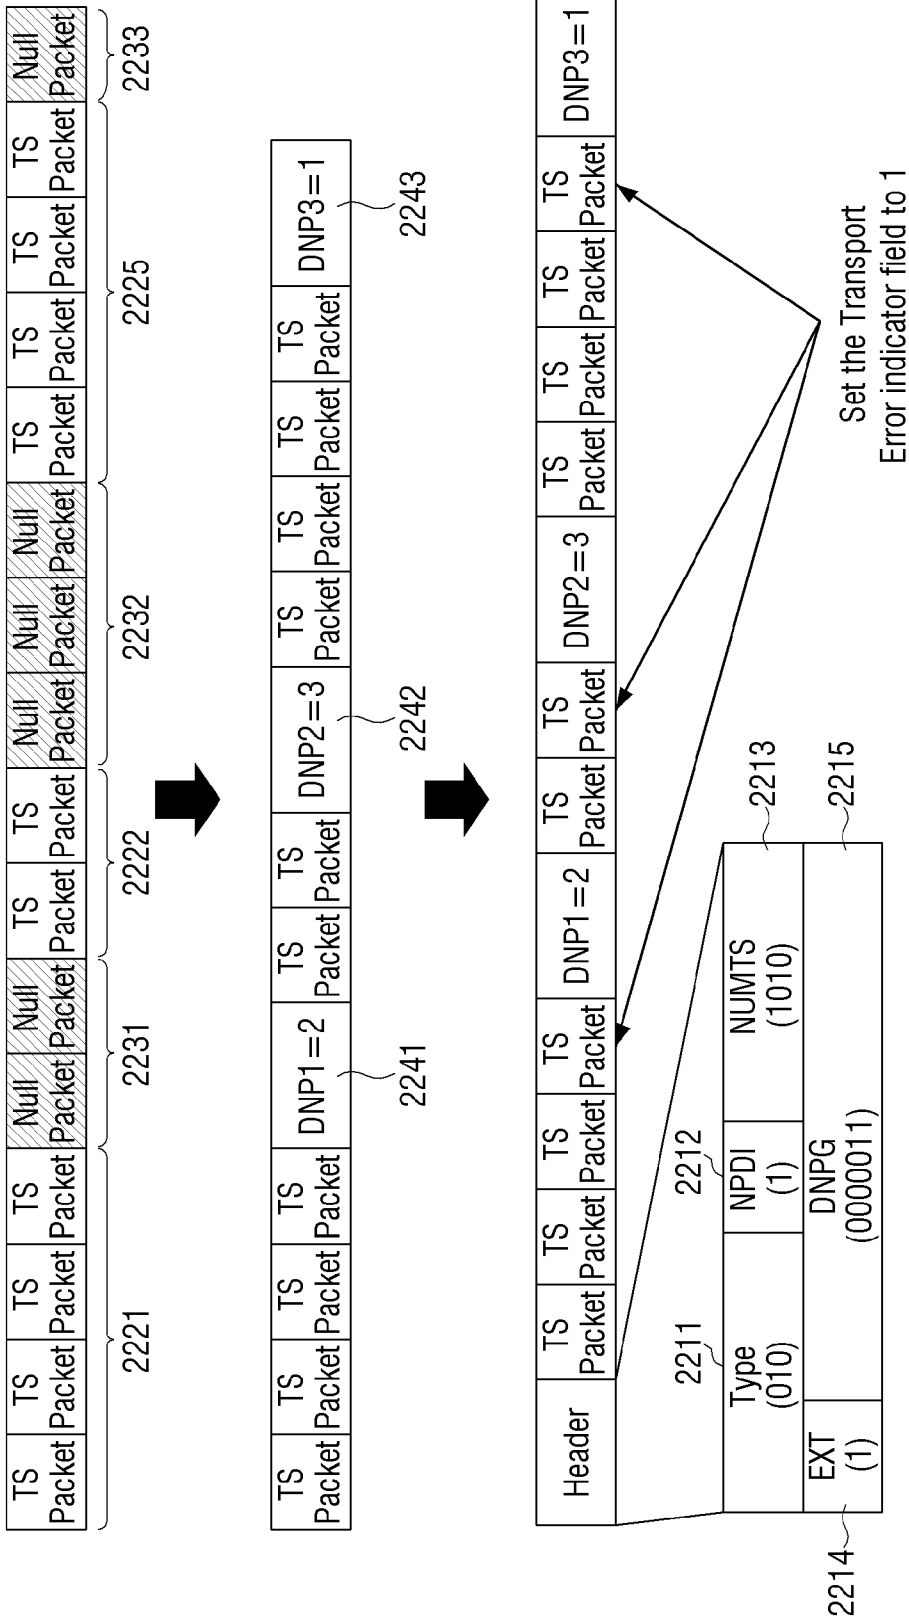 TS
Packet
TS
Packet
TS
Packet
TS
Packet
Null
Packet
Null
Packet
TS
Packet
TS
Packet
Null
Packet
Null
Packet
Null
Packet
TS
Packet
TS
Packet
TS
Packet
TS
Packet
Null
Packet
2221
2231
2222
2232
2225
2233
TS
Packet
TS
Packet
TS
Packet
TS
Packet
DNP1=2
TS
Packet
TS
Packet
DNP2=3
TS
Packet
TS
Packet
TS
Packet
TS
Packet
DNP3=1
2241
2242
2243
Header
TS
Packet
TS
Packet
TS
Packet
TS
Packet
DNP1=2
TS
Packet
TS
Packet
DNP2=3
TS
Packet
TS
Packet
TS
Packet
TS
Packet
DNP3=1
2211
2212
Type
(010)
NPDI
(1)
NUMTS
(1010)
2213
EXT
(1)
DNPG
(0000011)
2215
2214
Set the Transport
Error indicator field to 1